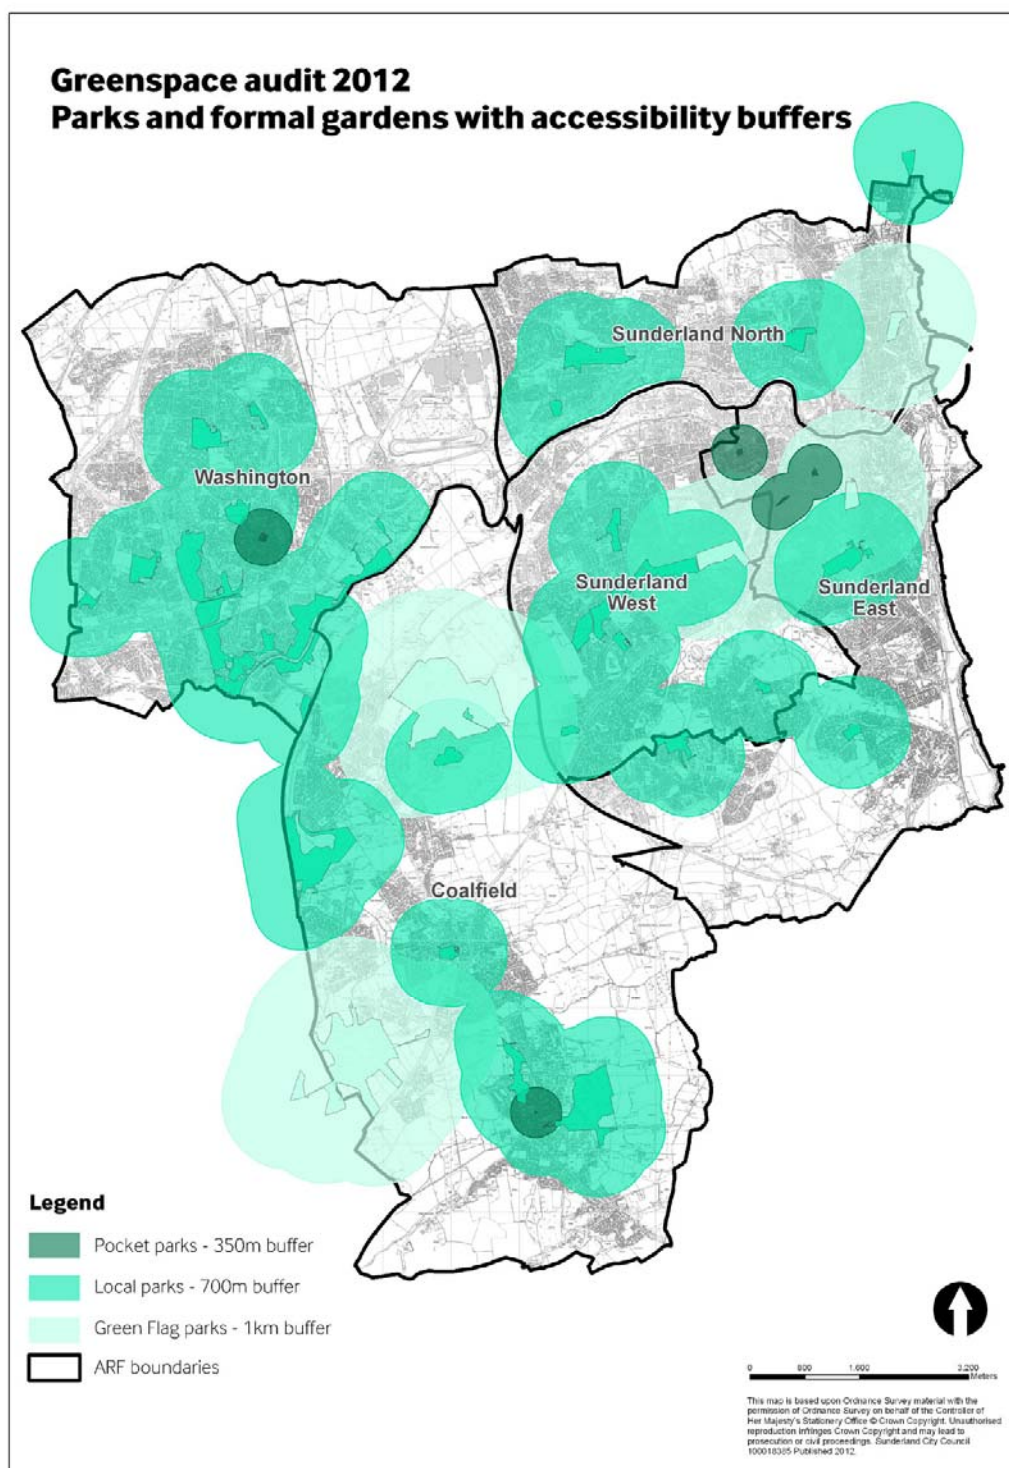 Greenspace audit 2012
Parks and formal gardens with accessibility buffers
Sunderland North
Washington
Sunderland
West
Sunderland
East
Coalfield
Legend
Pocket parks - 350m buffer
Local parks - 700m buffer
Green Flag parks - 1km buffer
ARF boundaries
0 800 1,600 3,200
Meters
This map is based upon Ordnance Survey material with the
permission of Ordnance Survey on behalf of the Controller of
Her Majesty's Stationery Office © Crown Copyright. Unauthorised
reproduction infringes Crown Copyright and may lead to
prosecution or civil proceedings. Sunderland City Council
100018385 Published 2012.